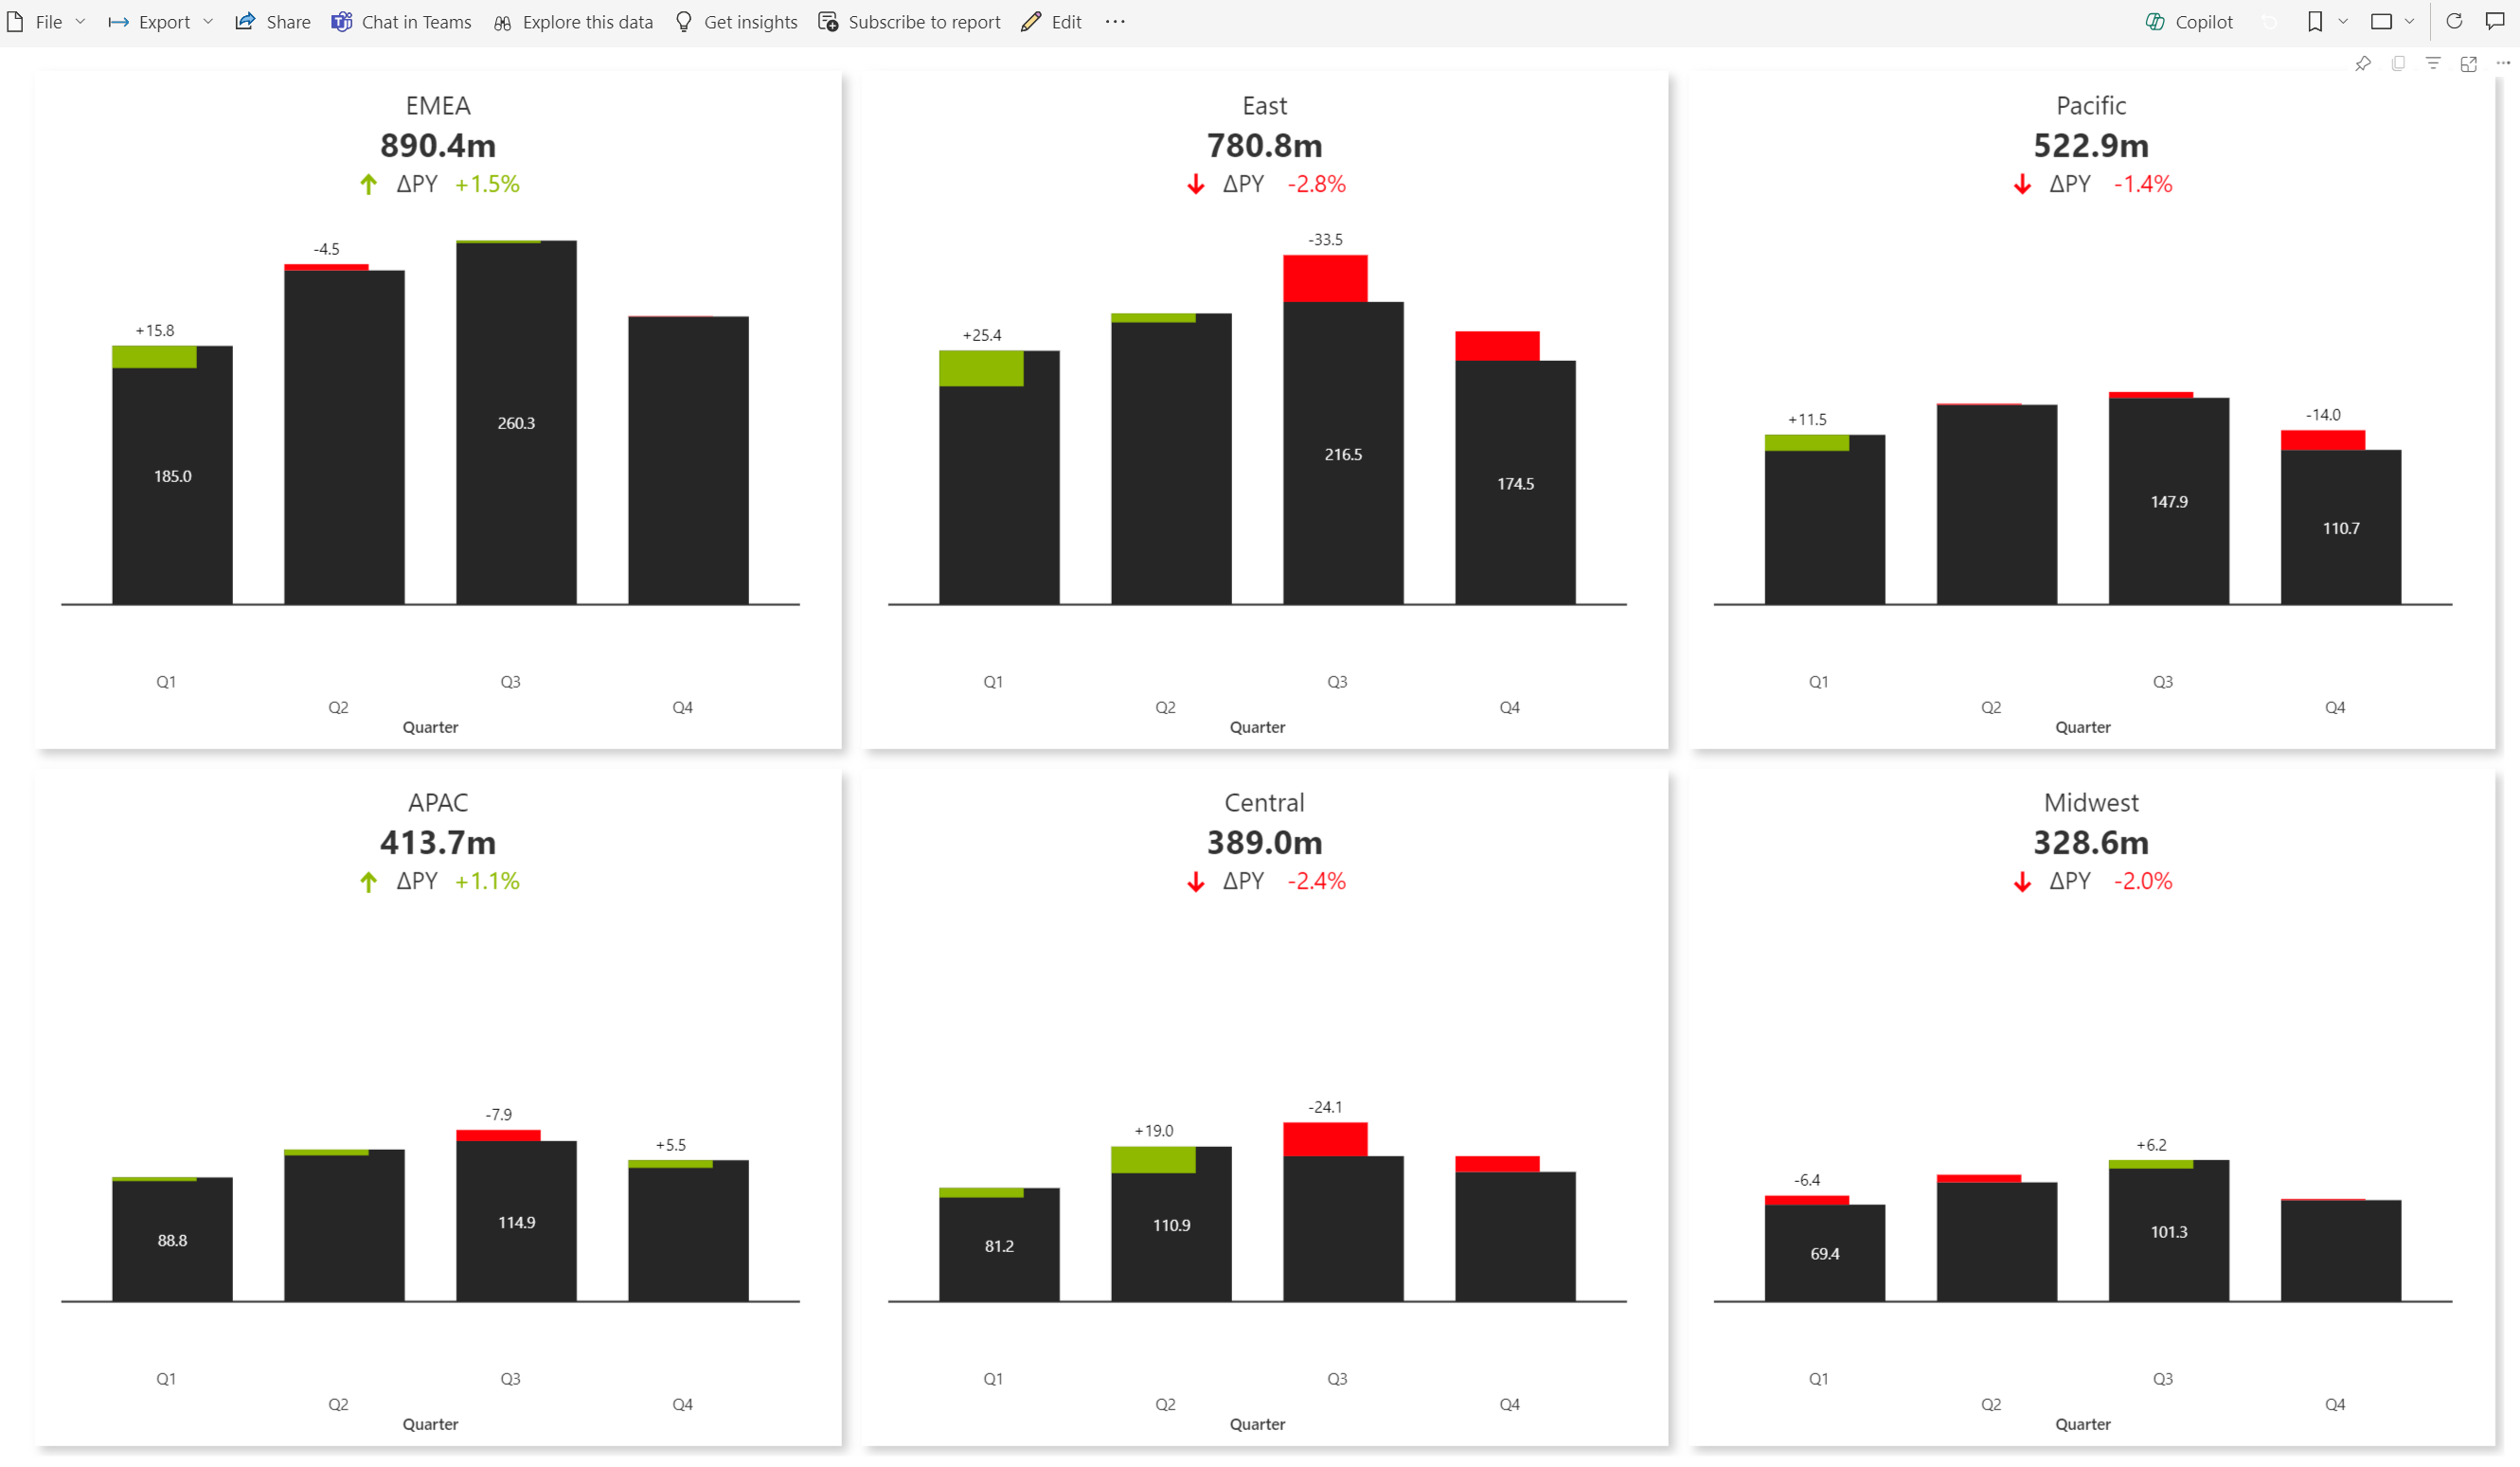 File Export Share Chat in Teams Explore this data Get insights Subscribe to report Edit ... Copilot
EMEA
890.4m
ΔPY +1.5%
-4.5
+15.8
260.3
185.0
Q1
Q3
Q2
Q4
Quarter
East
780.8m
ΔPY -2.8%
-33.5
+25.4
216.5
174.5
Q1
Q3
Q2
Q4
Quarter
Pacific
522.9m
ΔPY -1.4%
-14.0
+11.5
147.9
110.7
Q1
Q3
Q2
Q4
Quarter
APAC
413.7m
ΔPY +1.1%
-7.9
+5.5
114.9
88.8
Q1
Q3
Q2
Q4
Quarter
Central
389.0m
ΔPY -2.4%
-24.1
+19.0
110.9
81.2
Q1
Q3
Q2
Q4
Quarter
Midwest
328.6m
ΔPY -2.0%
+6.2
-6.4
101.3
69.4
Q1
Q3
Q2
Q4
Quarter